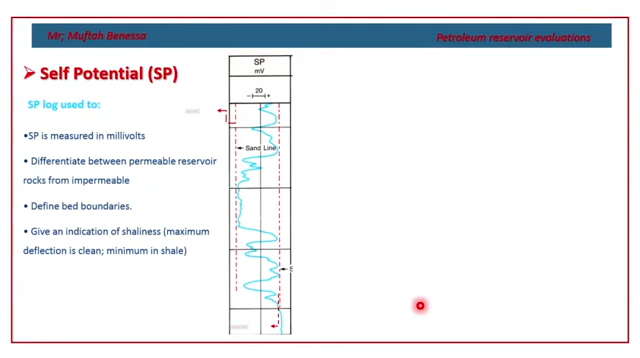 Mr; Muftah Benessa
Petroleum reservoir evaluations
➢ Self Potential (SP)
SP log used to:
•SP is measured in millivolts
• Differentiate between permeable reservoir
rocks from impermeable
• Define bed boundaries.
• Give an indication of shaliness (maximum
deflection is clean; minimum in shale)
SP
mV
20
- +
Sand Line
S